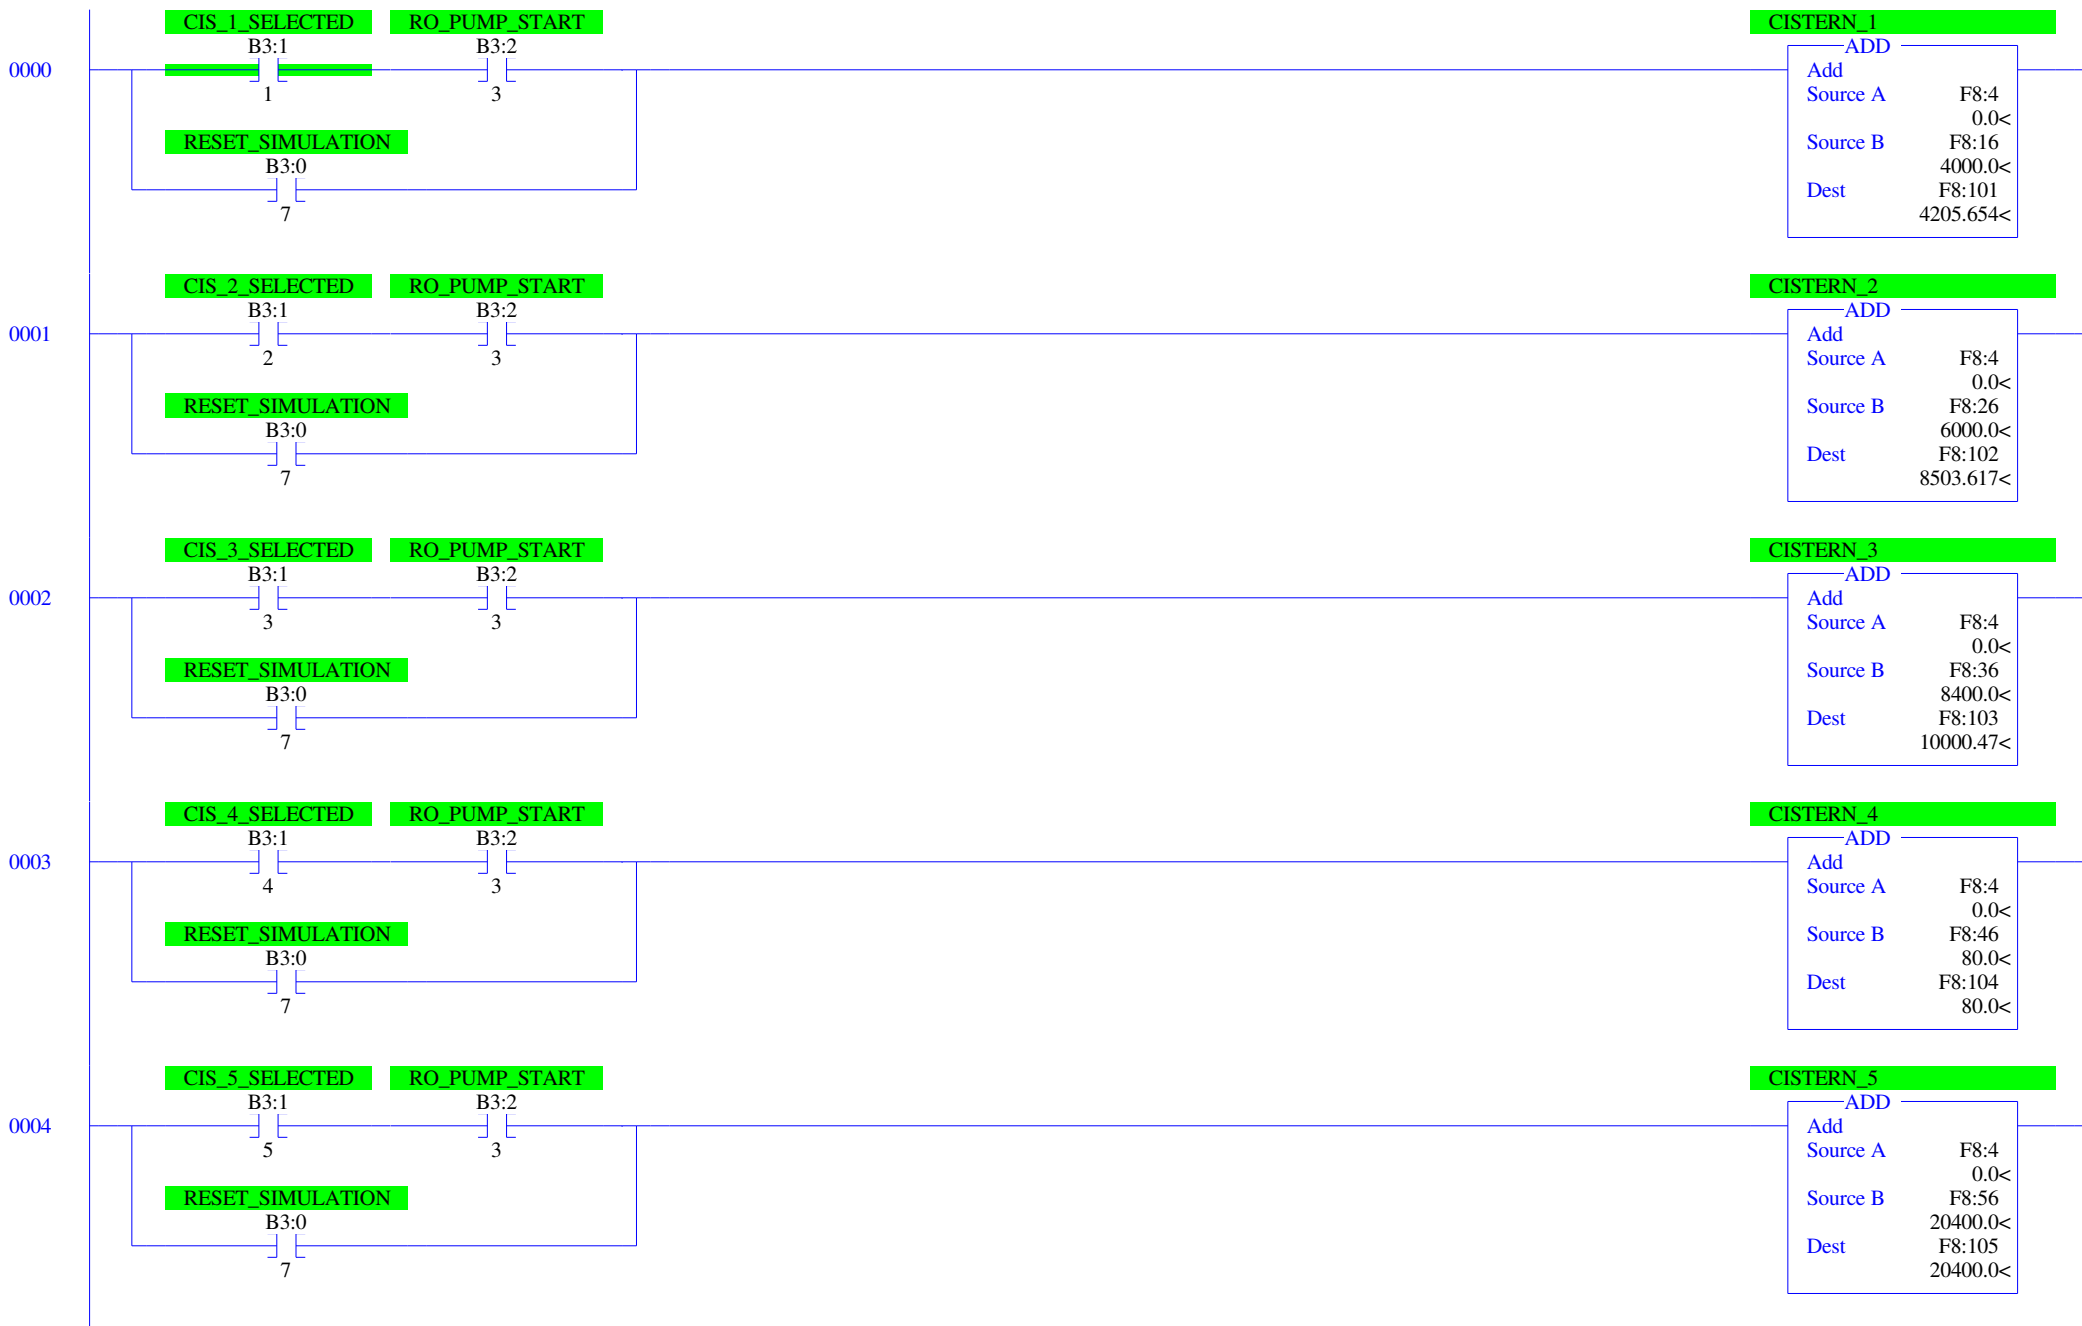 CIS_1_SELECTED RO_PUMP_START CISTERN_1
B3:1 B3:2 ADD
0000 Add
1 3 Source A F8:4
0.0<
RESET_SIMULATION Source B F8:16
B3:0 4000.0<
Dest F8:101
7 4205.654<
CIS_2_SELECTED RO_PUMP_START CISTERN_2
B3:1 B3:2 ADD
0001 Add
2 3 Source A F8:4
0.0<
RESET_SIMULATION Source B F8:26
B3:0 6000.0<
Dest F8:102
7 8503.617<
CIS_3_SELECTED RO_PUMP_START CISTERN_3
B3:1 B3:2 ADD
0002 Add
3 3 Source A F8:4
0.0<
RESET_SIMULATION Source B F8:36
B3:0 8400.0<
Dest F8:103
7 10000.47<
CIS_4_SELECTED RO_PUMP_START CISTERN_4
B3:1 B3:2 ADD
0003 Add
4 3 Source A F8:4
0.0<
RESET_SIMULATION Source B F8:46
B3:0 80.0<
Dest F8:104
7 80.0<
CIS_5_SELECTED RO_PUMP_START CISTERN_5
B3:1 B3:2 ADD
0004 Add
5 3 Source A F8:4
0.0<
RESET_SIMULATION Source B F8:56
B3:0 20400.0<
Dest F8:105
7 20400.0<